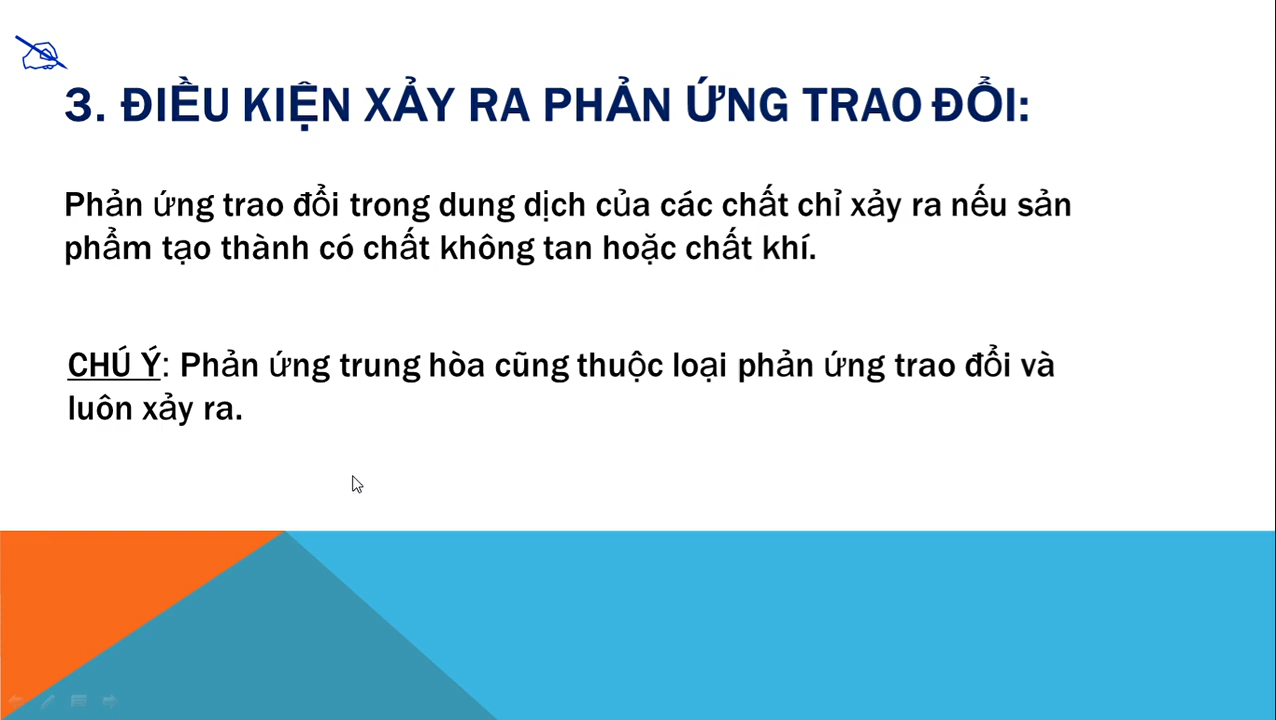 3. ĐIỀU KIỆN XẢY RA PHẢN ỨNG TRAO ĐỔI:
Phản ứng trao đổi trong dung dịch của các chất chỉ xảy ra nếu sản
phẩm tạo thành có chất không tan hoặc chất khí.
CHÚ Ý: Phản ứng trung hòa cũng thuộc loại phản ứng trao đổi và
luôn xảy ra.